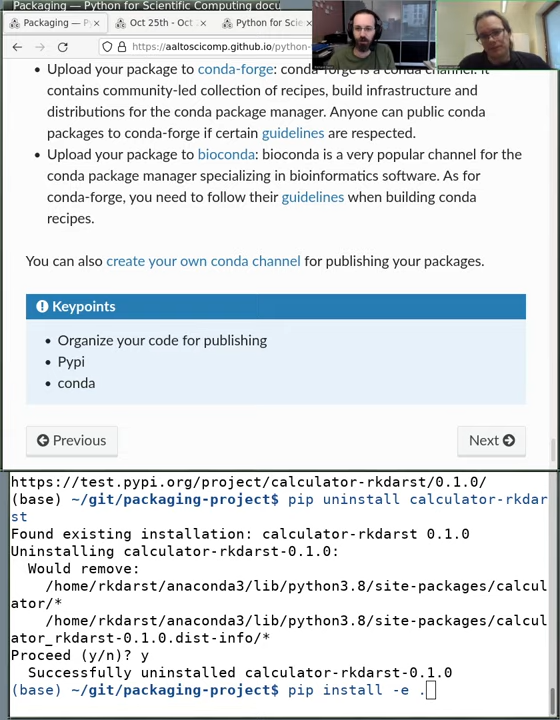 Packaging — Python for Scientific Computing docu
Packaging — P
Oct 25th - Oct
Python for Scie
https://aaltoscicomp.github.io/python-
• Upload your package to conda-forge: conda-forge is a conda channel. It
contains community-led collection of recipes, build infrastructure and
distributions for the conda package manager. Anyone can public conda
packages to conda-forge if certain guidelines are respected.
• Upload your package to bioconda: bioconda is a very popular channel for the
conda package manager specializing in bioinformatics software. As for
conda-forge, you need to follow their guidelines when building conda
recipes.
You can also create your own conda channel for publishing your packages.
Keypoints
• Organize your code for publishing
• Pypi
• conda
Previous
Next
https://test.pypi.org/project/calculator-rkdarst/0.1.0/
(base) ~/git/packaging-project$ pip uninstall calculator-rkdar
st
Found existing installation: calculator-rkdarst 0.1.0
Uninstalling calculator-rkdarst-0.1.0:
  Would remove:
    /home/rkdarst/anaconda3/lib/python3.8/site-packages/calcul
ator/*
    /home/rkdarst/anaconda3/lib/python3.8/site-packages/calcul
ator_rkdarst-0.1.0.dist-info/*
Proceed (y/n)? y
  Successfully uninstalled calculator-rkdarst-0.1.0
(base) ~/git/packaging-project$ pip install -e .